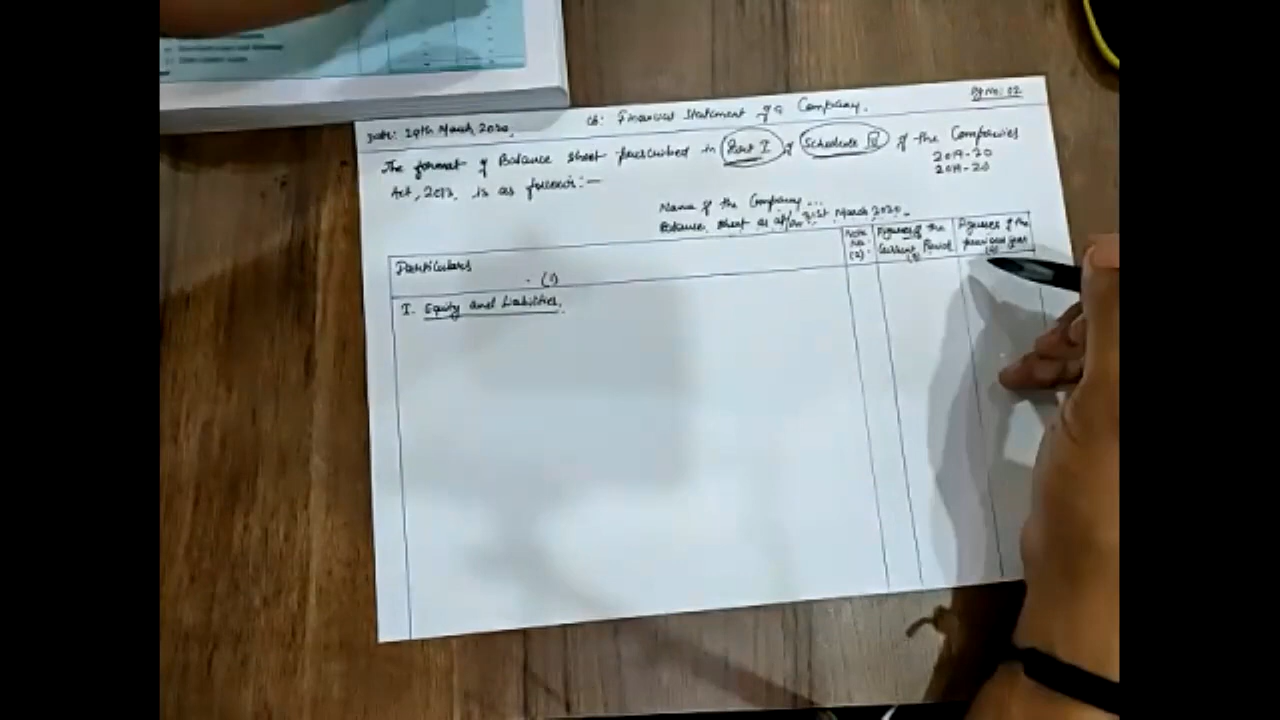 Date: 29th March 2020.
Ch: Financial Statement of a Company.
Pg No: 02
The format of Balance Sheet prescribed in Part I of Schedule III of the Companies
Act, 2013, is as follows:-
2019-20
2019-20
Name of the Company ...
Balance Sheet as at/on 31st March 2020.
Particulars
(1)
Note
No.
(2)
Figures of the
Current Period
(3)
Figures of the
previous year
(4)
I. Equity and Liabilities.